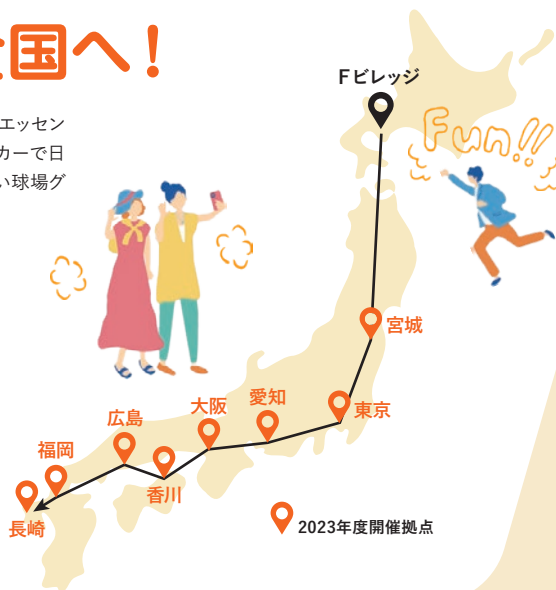 国へ!
エッセン
カーで日
い球場グ
Fビレッジ
Fun!!
宮城
東京
愛知
大阪
広島
香川
福岡
長崎
2023年度開催拠点